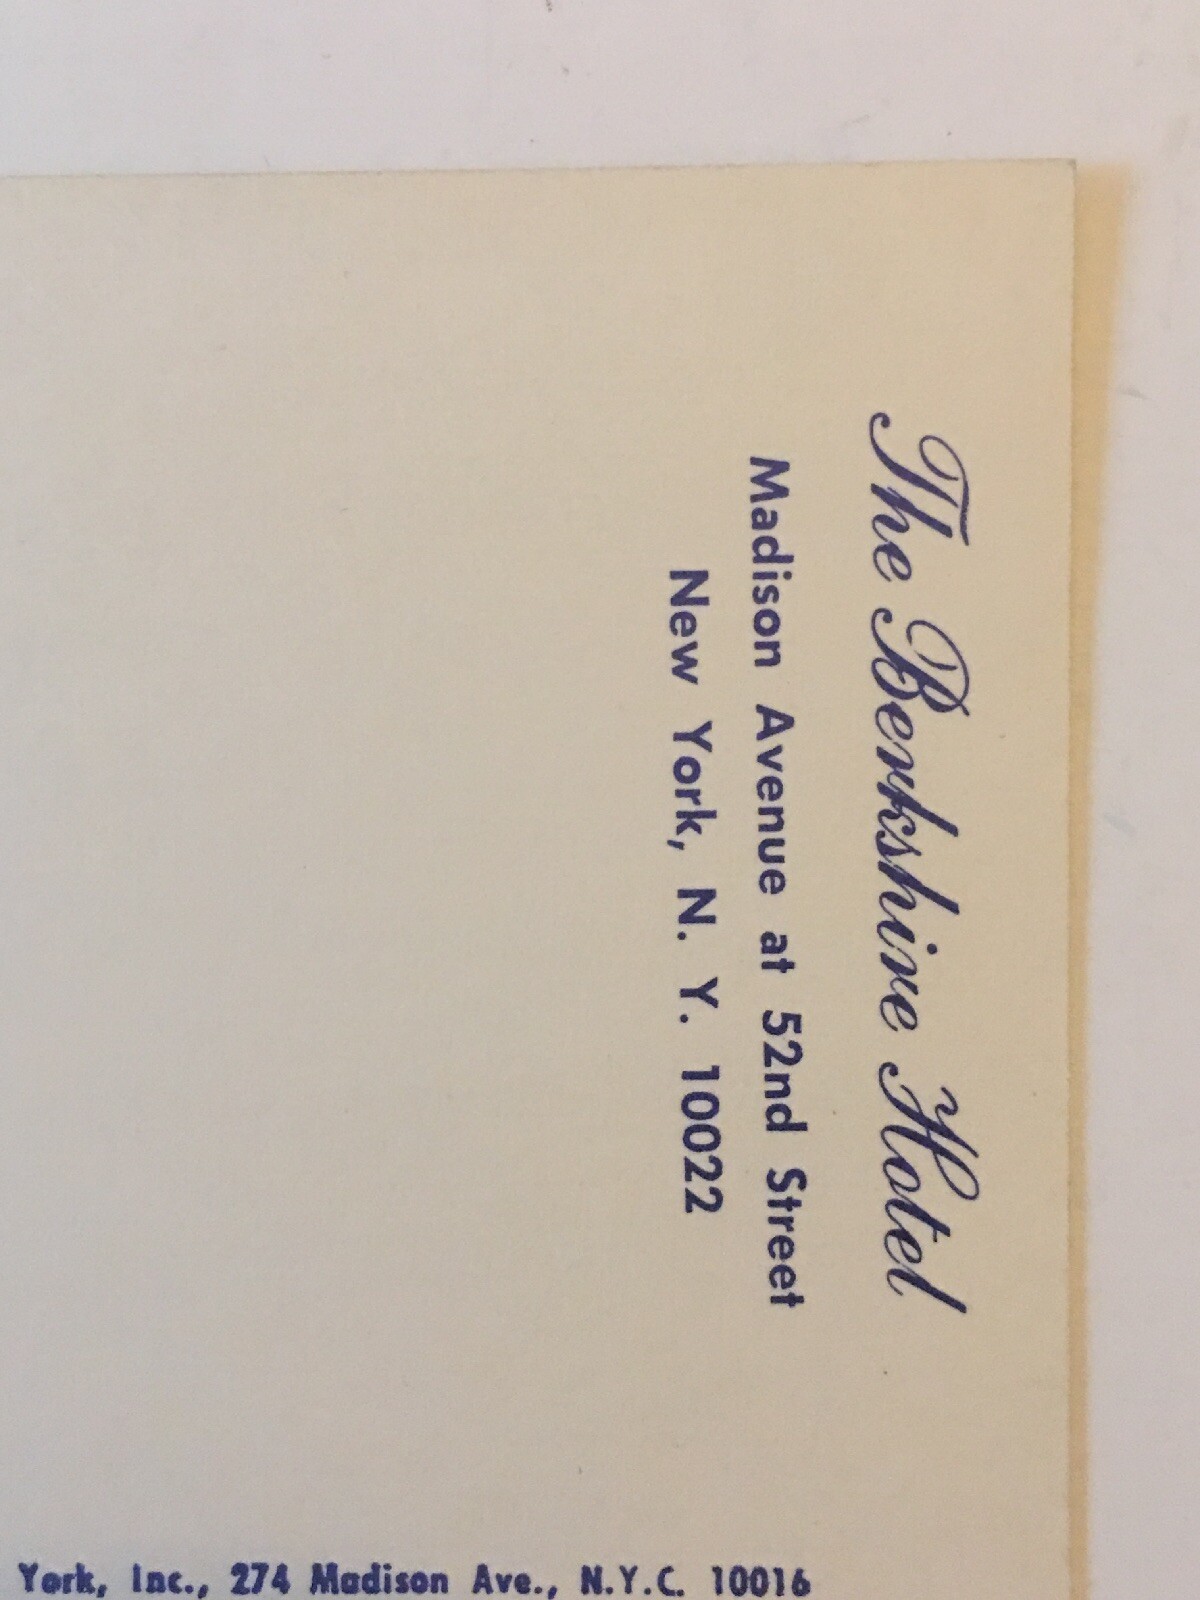 The Berkshire Hotel
Madison Avenue at 52nd Street
New York, N. Y. 10022
York, Inc., 274 Madison Ave., N.Y.C. 10016